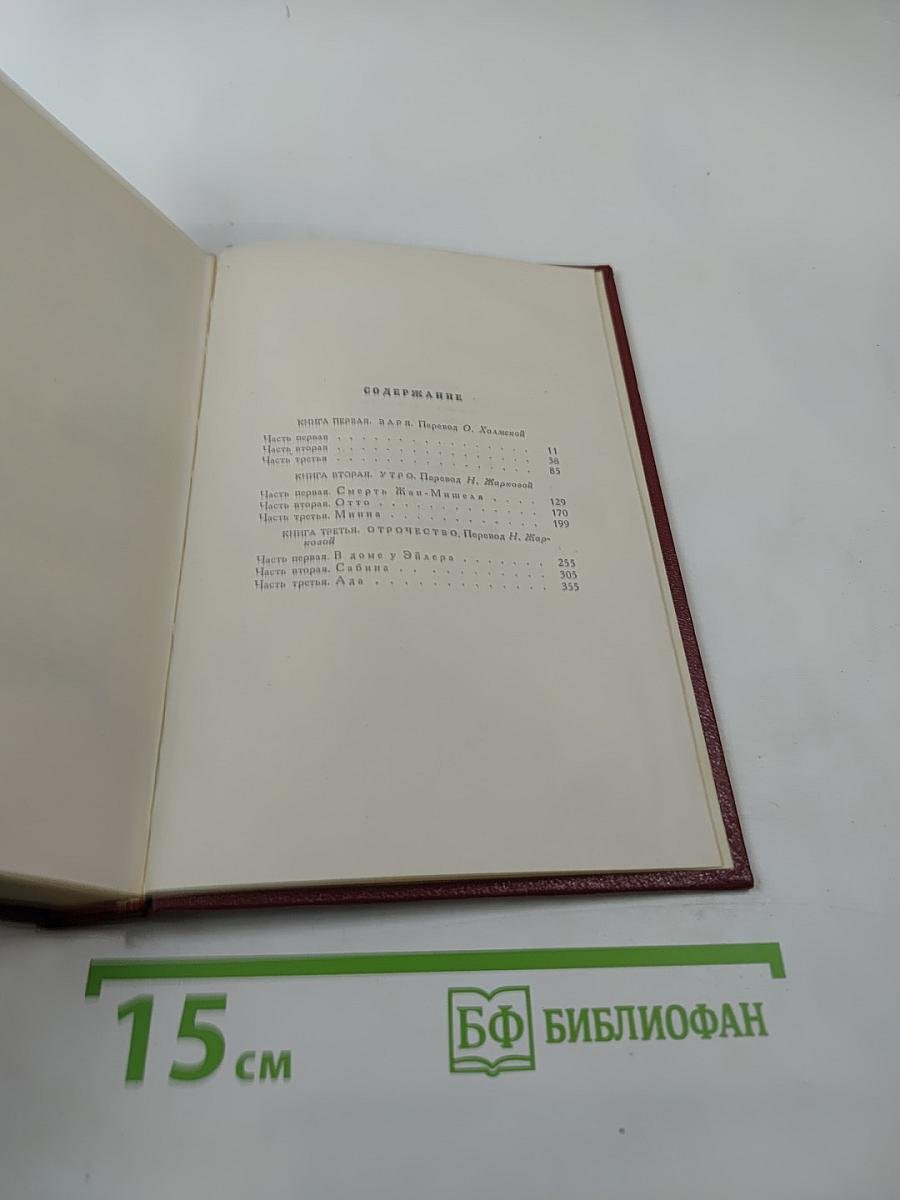 СОДЕРЖАНИЕ
КНИГА ПЕРВАЯ. ЗАРЯ. Перевод О. Холмской
Часть первая . . . . . . . . . . . . . . 11
Часть вторая . . . . . . . . . . . . . . 38
Часть третья . . . . . . . . . . . . . . 85
КНИГА ВТОРАЯ. УТРО. Перевод Н. Жарковой
Часть первая. Смерть Жан-Мишеля . . . . 129
Часть вторая. Отто . . . . . . . . . . . 170
Часть третья. Минна . . . . . . . . . . 199
КНИГА ТРЕТЬЯ. ОТРОЧЕСТВО. Перевод Н. Жар-
ковой
Часть первая. В доме у Эйлера . . . . . . . 255
Часть вторая. Сабина . . . . . . . . . . 303
Часть третья. Ада . . . . . . . . . . . . 355
15 см
БФ БИБЛИОФАН